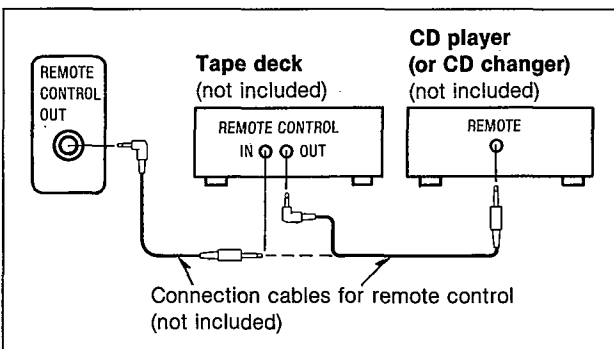 REMOTE
CONTROL
OUT
Tape deck
(not included)
REMOTE CONTROL
IN OUT
CD player
(or CD changer)
(not included)
REMOTE
Connection cables for remote control
(not included)